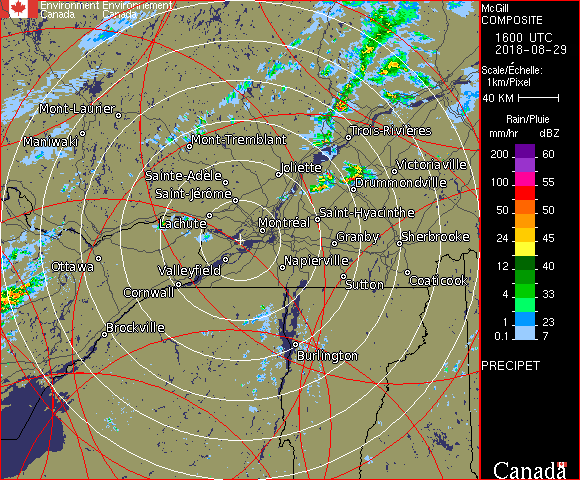 Environment Environnement
Canada Canada
McGill
COMPOSITE
1600 UTC
2018-08-29
Scale/Échelle:
1km/Pixel
40 KM
Rain/Pluie
mm/hr dBZ
200 60
100 55
50 50
24 45
12 40
4 33
1 23
0.1 7
PRECIPET
Canada
Mont-Laurier
Maniwaki
Mont-Tremblant
Trois-Rivières
Sainte-Adèle
Joliette
Victoriaville
Saint-Jérôme
Drummondville
Lachute
Montréal
Saint-Hyacinthe
Granby
Sherbrooke
Ottawa
Valleyfield
Napierville
Cornwall
Sutton
Coaticook
Brockville
Burlington